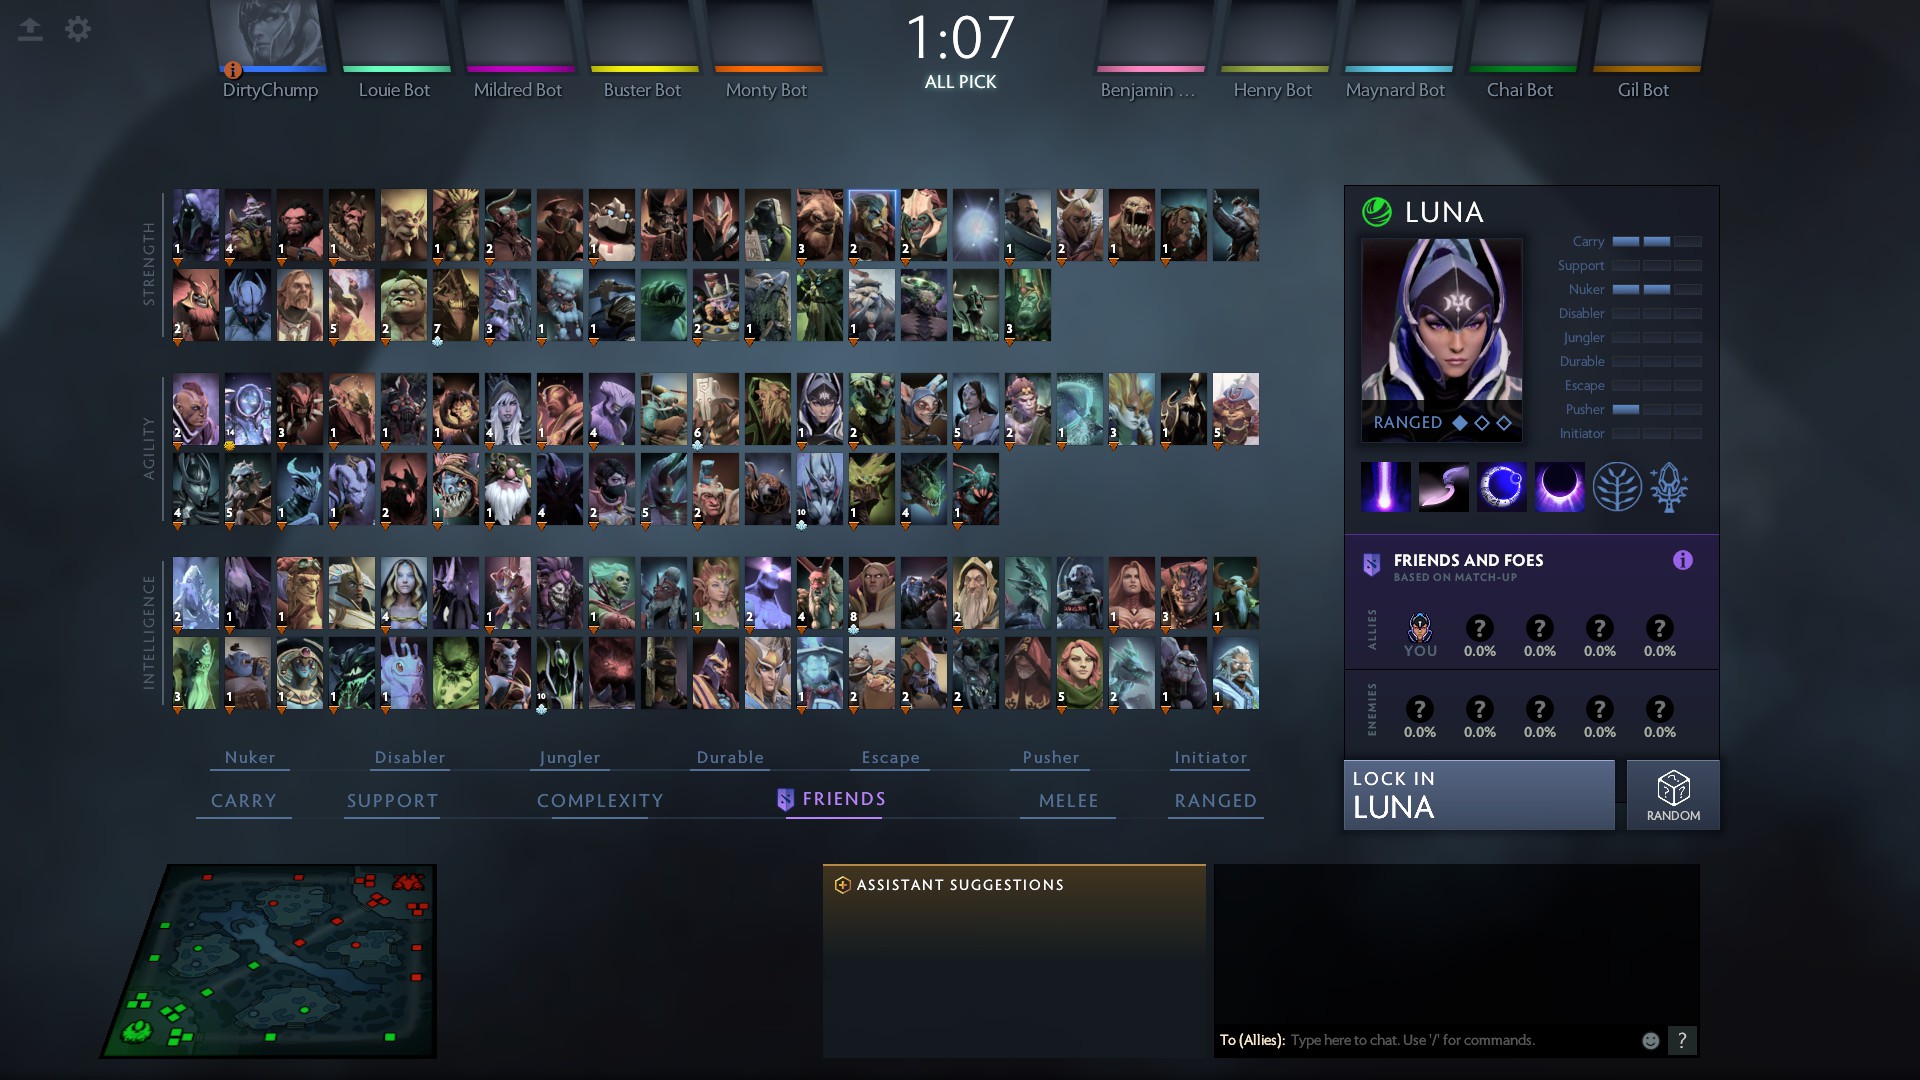 1:07
ALL PICK
DirtyChump
Louie Bot
Mildred Bot
Buster Bot
Monty Bot
Benjamin ...
Henry Bot
Maynard Bot
Chai Bot
Gil Bot
STRENGTH
1 4 1 1 1 2 1 3 2 2 1 2 1 1
2 5 2 7 3 1 1 2 1 1 3
AGILITY
2 14 3 1 1 1 4 1 4 6 1 2 5 2 1 3 1 5
4 5 1 1 2 1 1 4 2 5 2 10 1 4 1
INTELLIGENCE
2 1 1 4 1 1 1 2 4 8 2 1 3 1
3 1 1 1 1 10 1 2 2 2 5 2 1 1
Nuker
Disabler
Jungler
Durable
Escape
Pusher
Initiator
CARRY
SUPPORT
COMPLEXITY
FRIENDS
MELEE
RANGED
LUNA
Carry
Support
Nuker
Disabler
Jungler
Durable
Escape
Pusher
Initiator
RANGED
FRIENDS AND FOES
BASED ON MATCH-UP
ALLIES
? ? ? ?
YOU 0.0% 0.0% 0.0% 0.0%
ENEMIES
? ? ? ? ?
0.0% 0.0% 0.0% 0.0% 0.0%
LOCK IN
LUNA
RANDOM
ASSISTANT SUGGESTIONS
To (Allies): Type here to chat. Use '/' for commands.
?